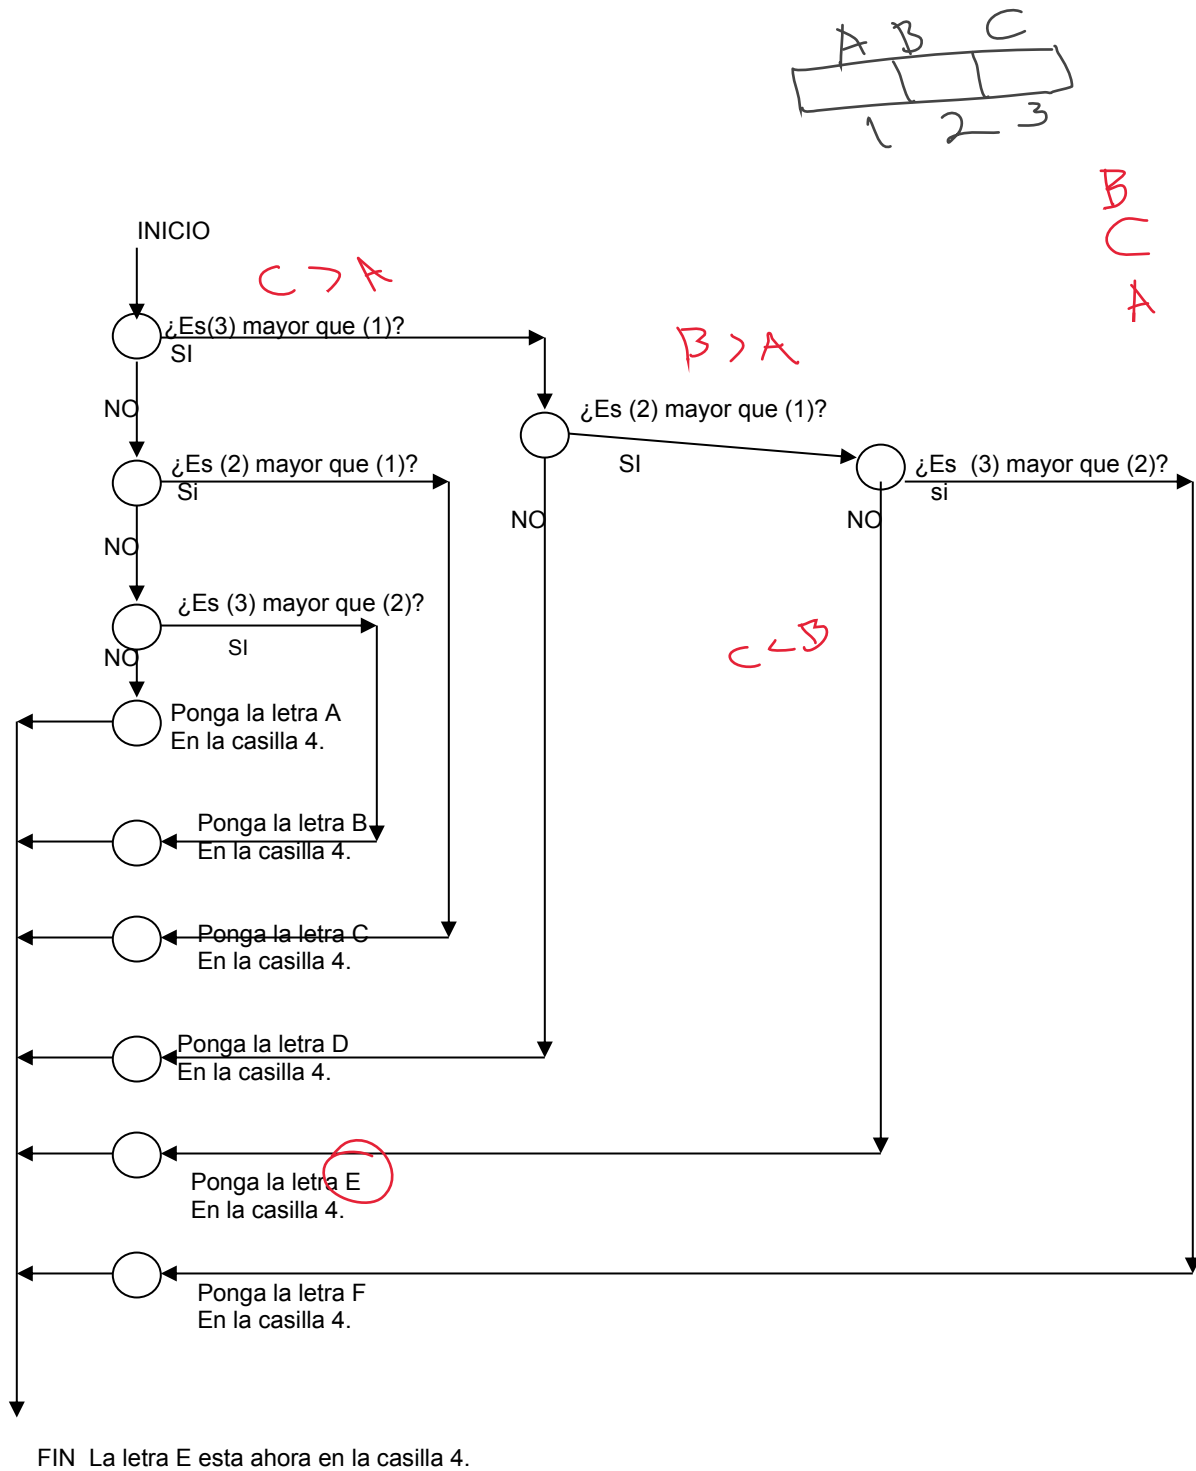 A B C
1 2 3
B
C
A
INICIO
C > A
¿Es(3) mayor que (1)?
SI
B > A
NO
¿Es (2) mayor que (1)?
SI
¿Es (2) mayor que (1)?
Si
¿Es (3) mayor que (2)?
si
NO
NO
NO
¿Es (3) mayor que (2)?
SI
C < B
NO
Ponga la letra A
En la casilla 4.
Ponga la letra B
En la casilla 4.
Ponga la letra C
En la casilla 4.
Ponga la letra D
En la casilla 4.
Ponga la letra E
En la casilla 4.
Ponga la letra F
En la casilla 4.
FIN La letra E esta ahora en la casilla 4.